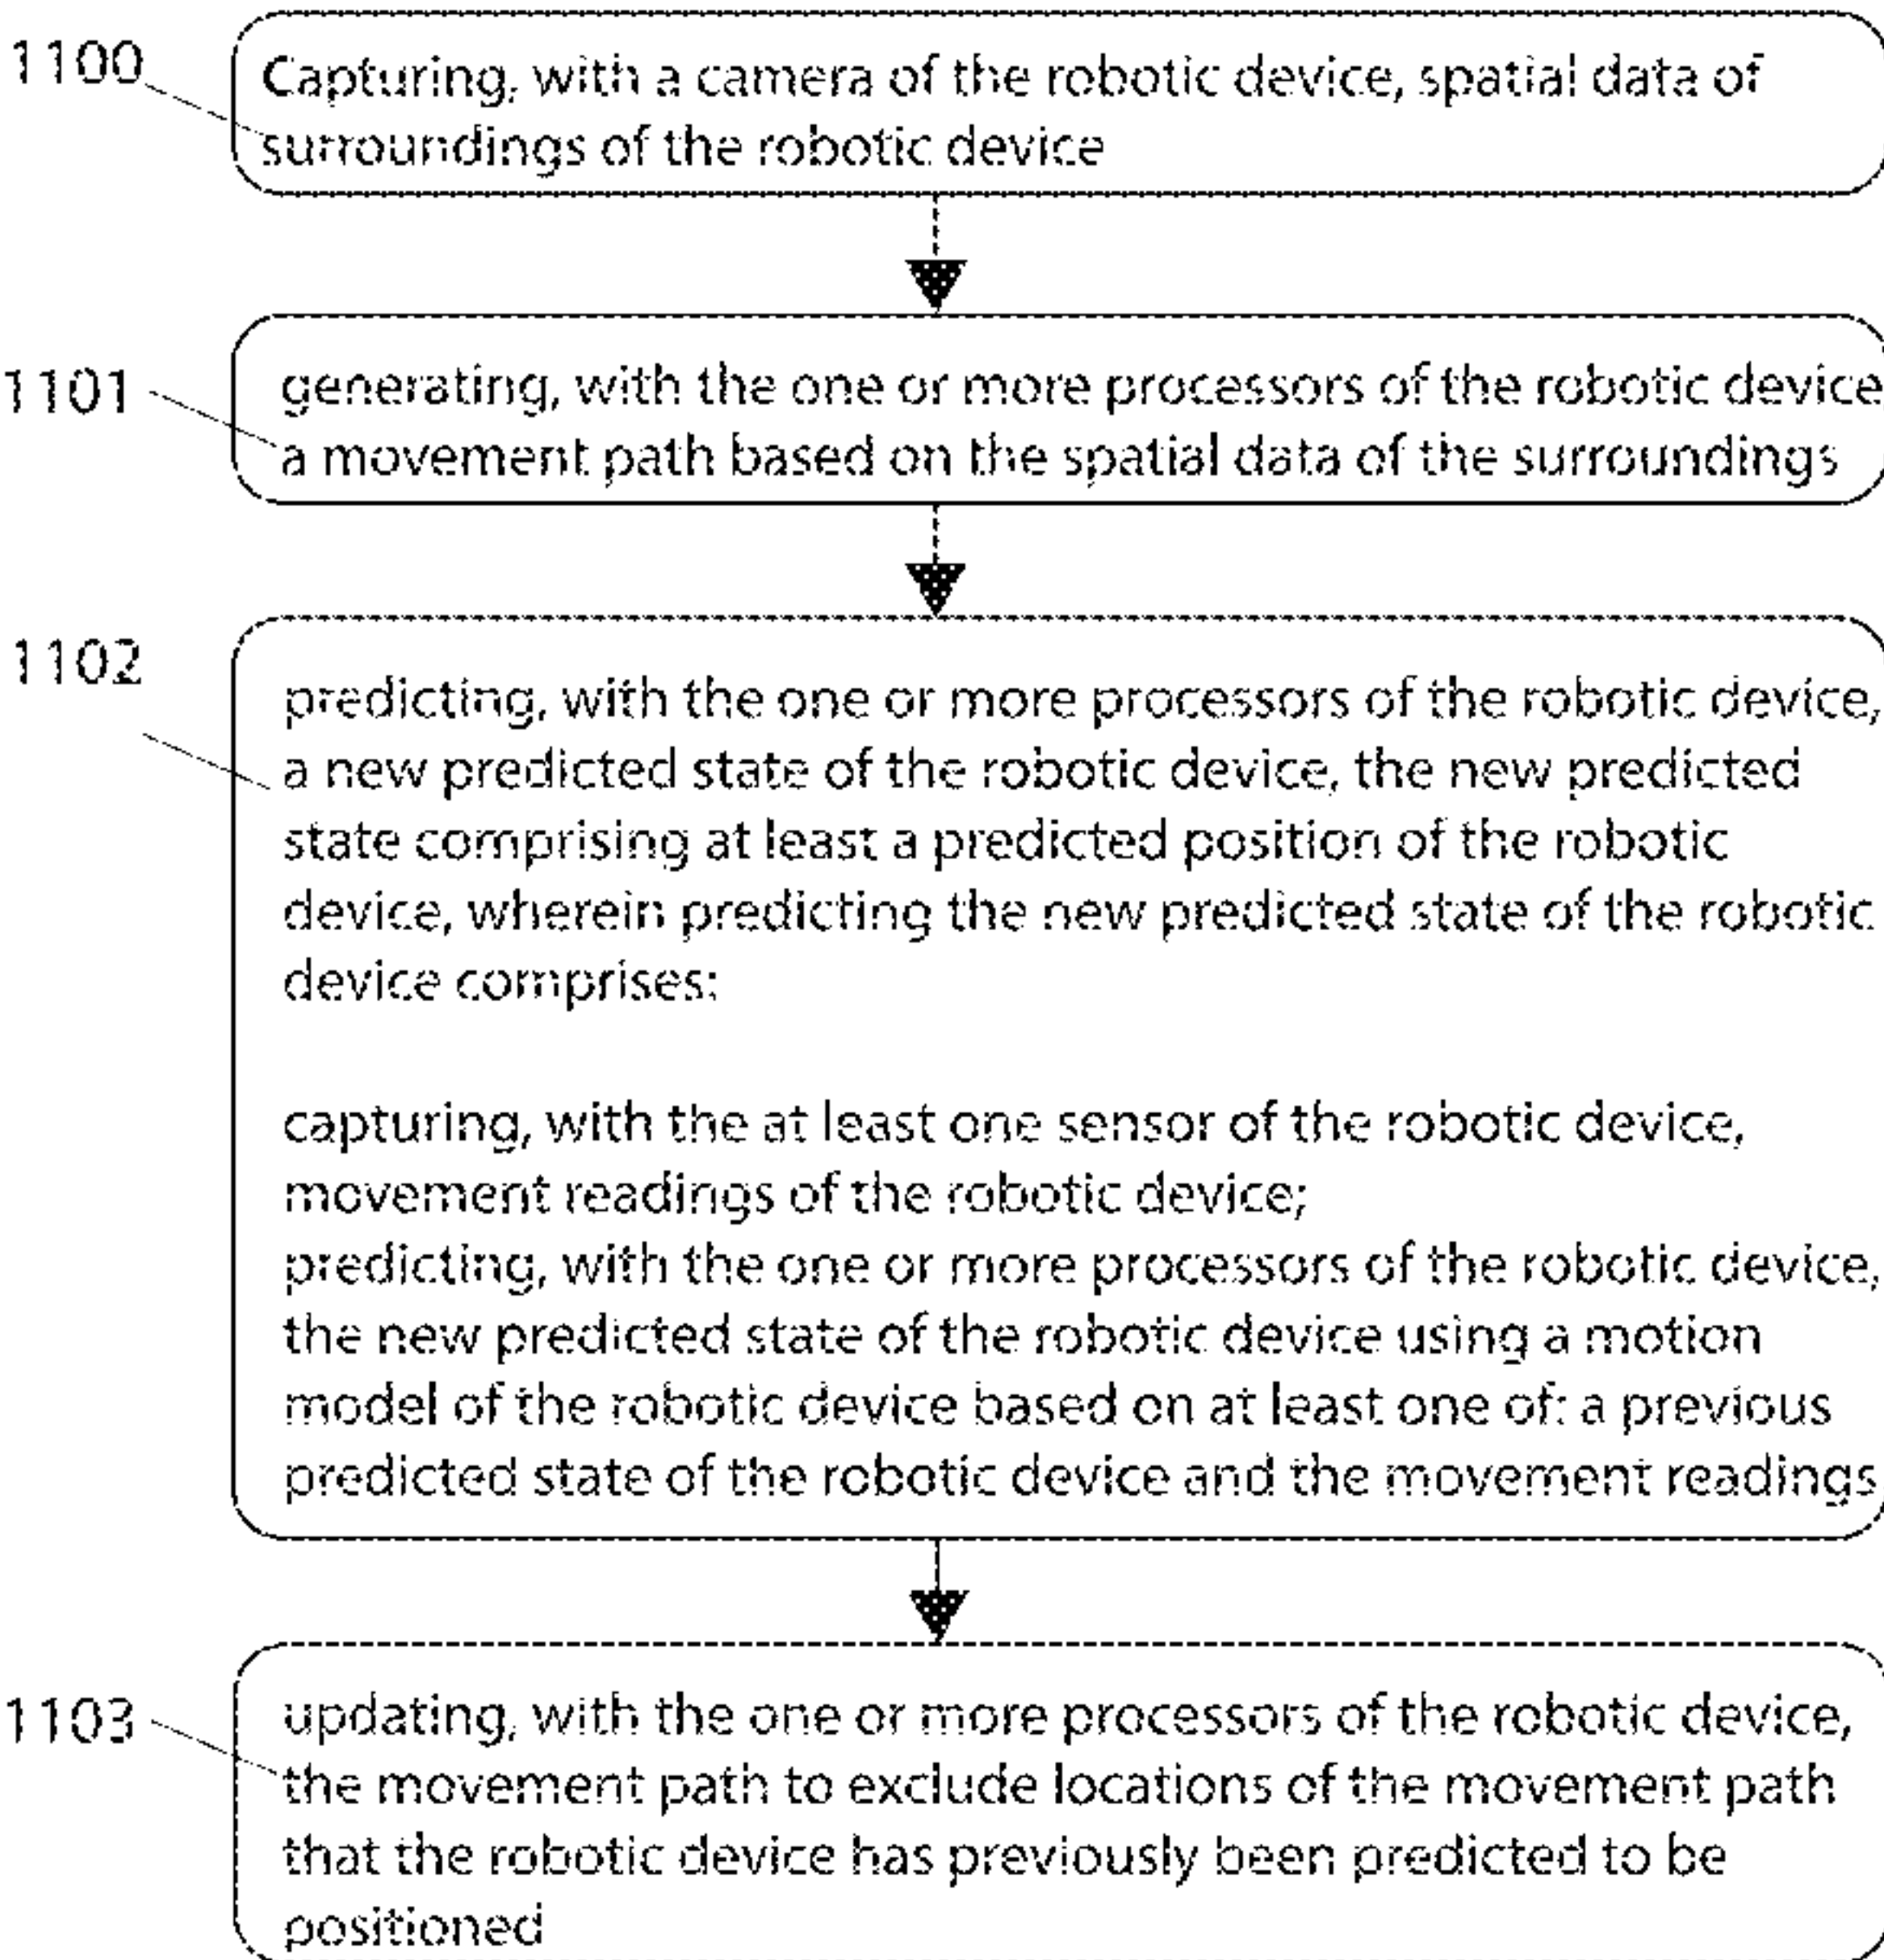 1100
Capturing, with a camera of the robotic device, spatial data of
surroundings of the robotic device
1101
generating, with the one or more processors of the robotic device,
a movement path based on the spatial data of the surroundings
1102
predicting, with the one or more processors of the robotic device,
a new predicted state of the robotic device, the new predicted
state comprising at least a predicted position of the robotic
device, wherein predicting the new predicted state of the robotic
device comprises:
capturing, with the at least one sensor of the robotic device,
movement readings of the robotic device;
predicting, with the one or more processors of the robotic device,
the new predicted state of the robotic device using a motion
model of the robotic device based on at least one of: a previous
predicted state of the robotic device and the movement readings
1103
updating, with the one or more processors of the robotic device,
the movement path to exclude locations of the movement path
that the robotic device has previously been predicted to be
positioned